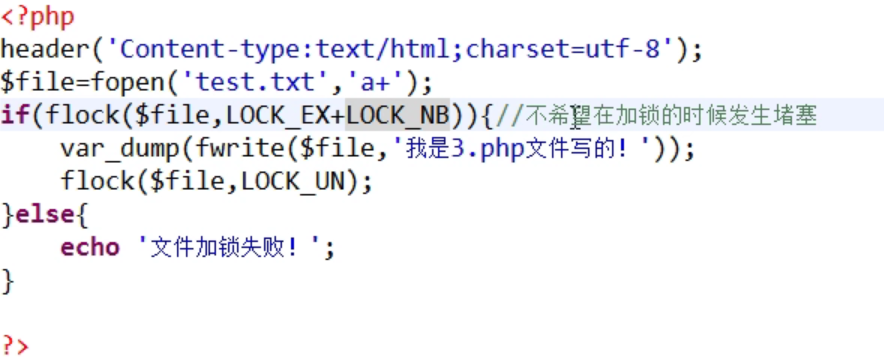 <?php
header('Content-type:text/html;charset=utf-8');
$file=fopen('test.txt','a+');
if(flock($file,LOCK_EX+LOCK_NB)){//不希望在加锁的时候发生堵塞
    var_dump(fwrite($file,'我是3.php文件写的！'));
    flock($file,LOCK_UN);
}else{
    echo '文件加锁失败！';
}
?>